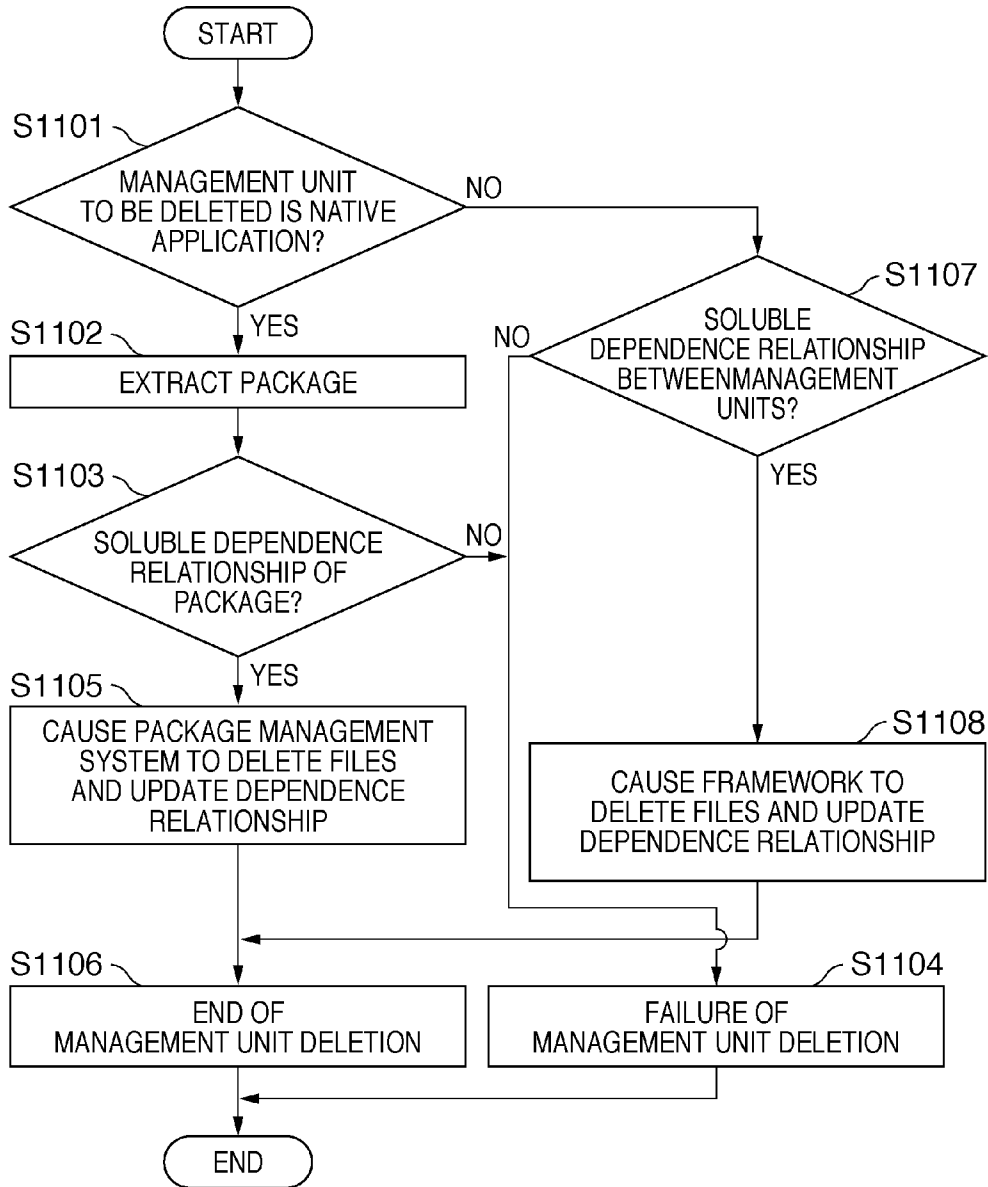 START
S1101
MANAGEMENT UNIT
TO BE DELETED IS NATIVE
APPLICATION?
NO
YES
S1107
SOLUBLE
DEPENDENCE RELATIONSHIP
BETWEENMANAGEMENT
UNITS?
NO
YES
S1102
EXTRACT PACKAGE
S1103
SOLUBLE DEPENDENCE
RELATIONSHIP OF
PACKAGE?
NO
YES
S1105
CAUSE PACKAGE MANAGEMENT
SYSTEM TO DELETE FILES
AND UPDATE DEPENDENCE
RELATIONSHIP
S1108
CAUSE FRAMEWORK TO
DELETE FILES AND UPDATE
DEPENDENCE RELATIONSHIP
S1106
END OF
MANAGEMENT UNIT DELETION
S1104
FAILURE OF
MANAGEMENT UNIT DELETION
END